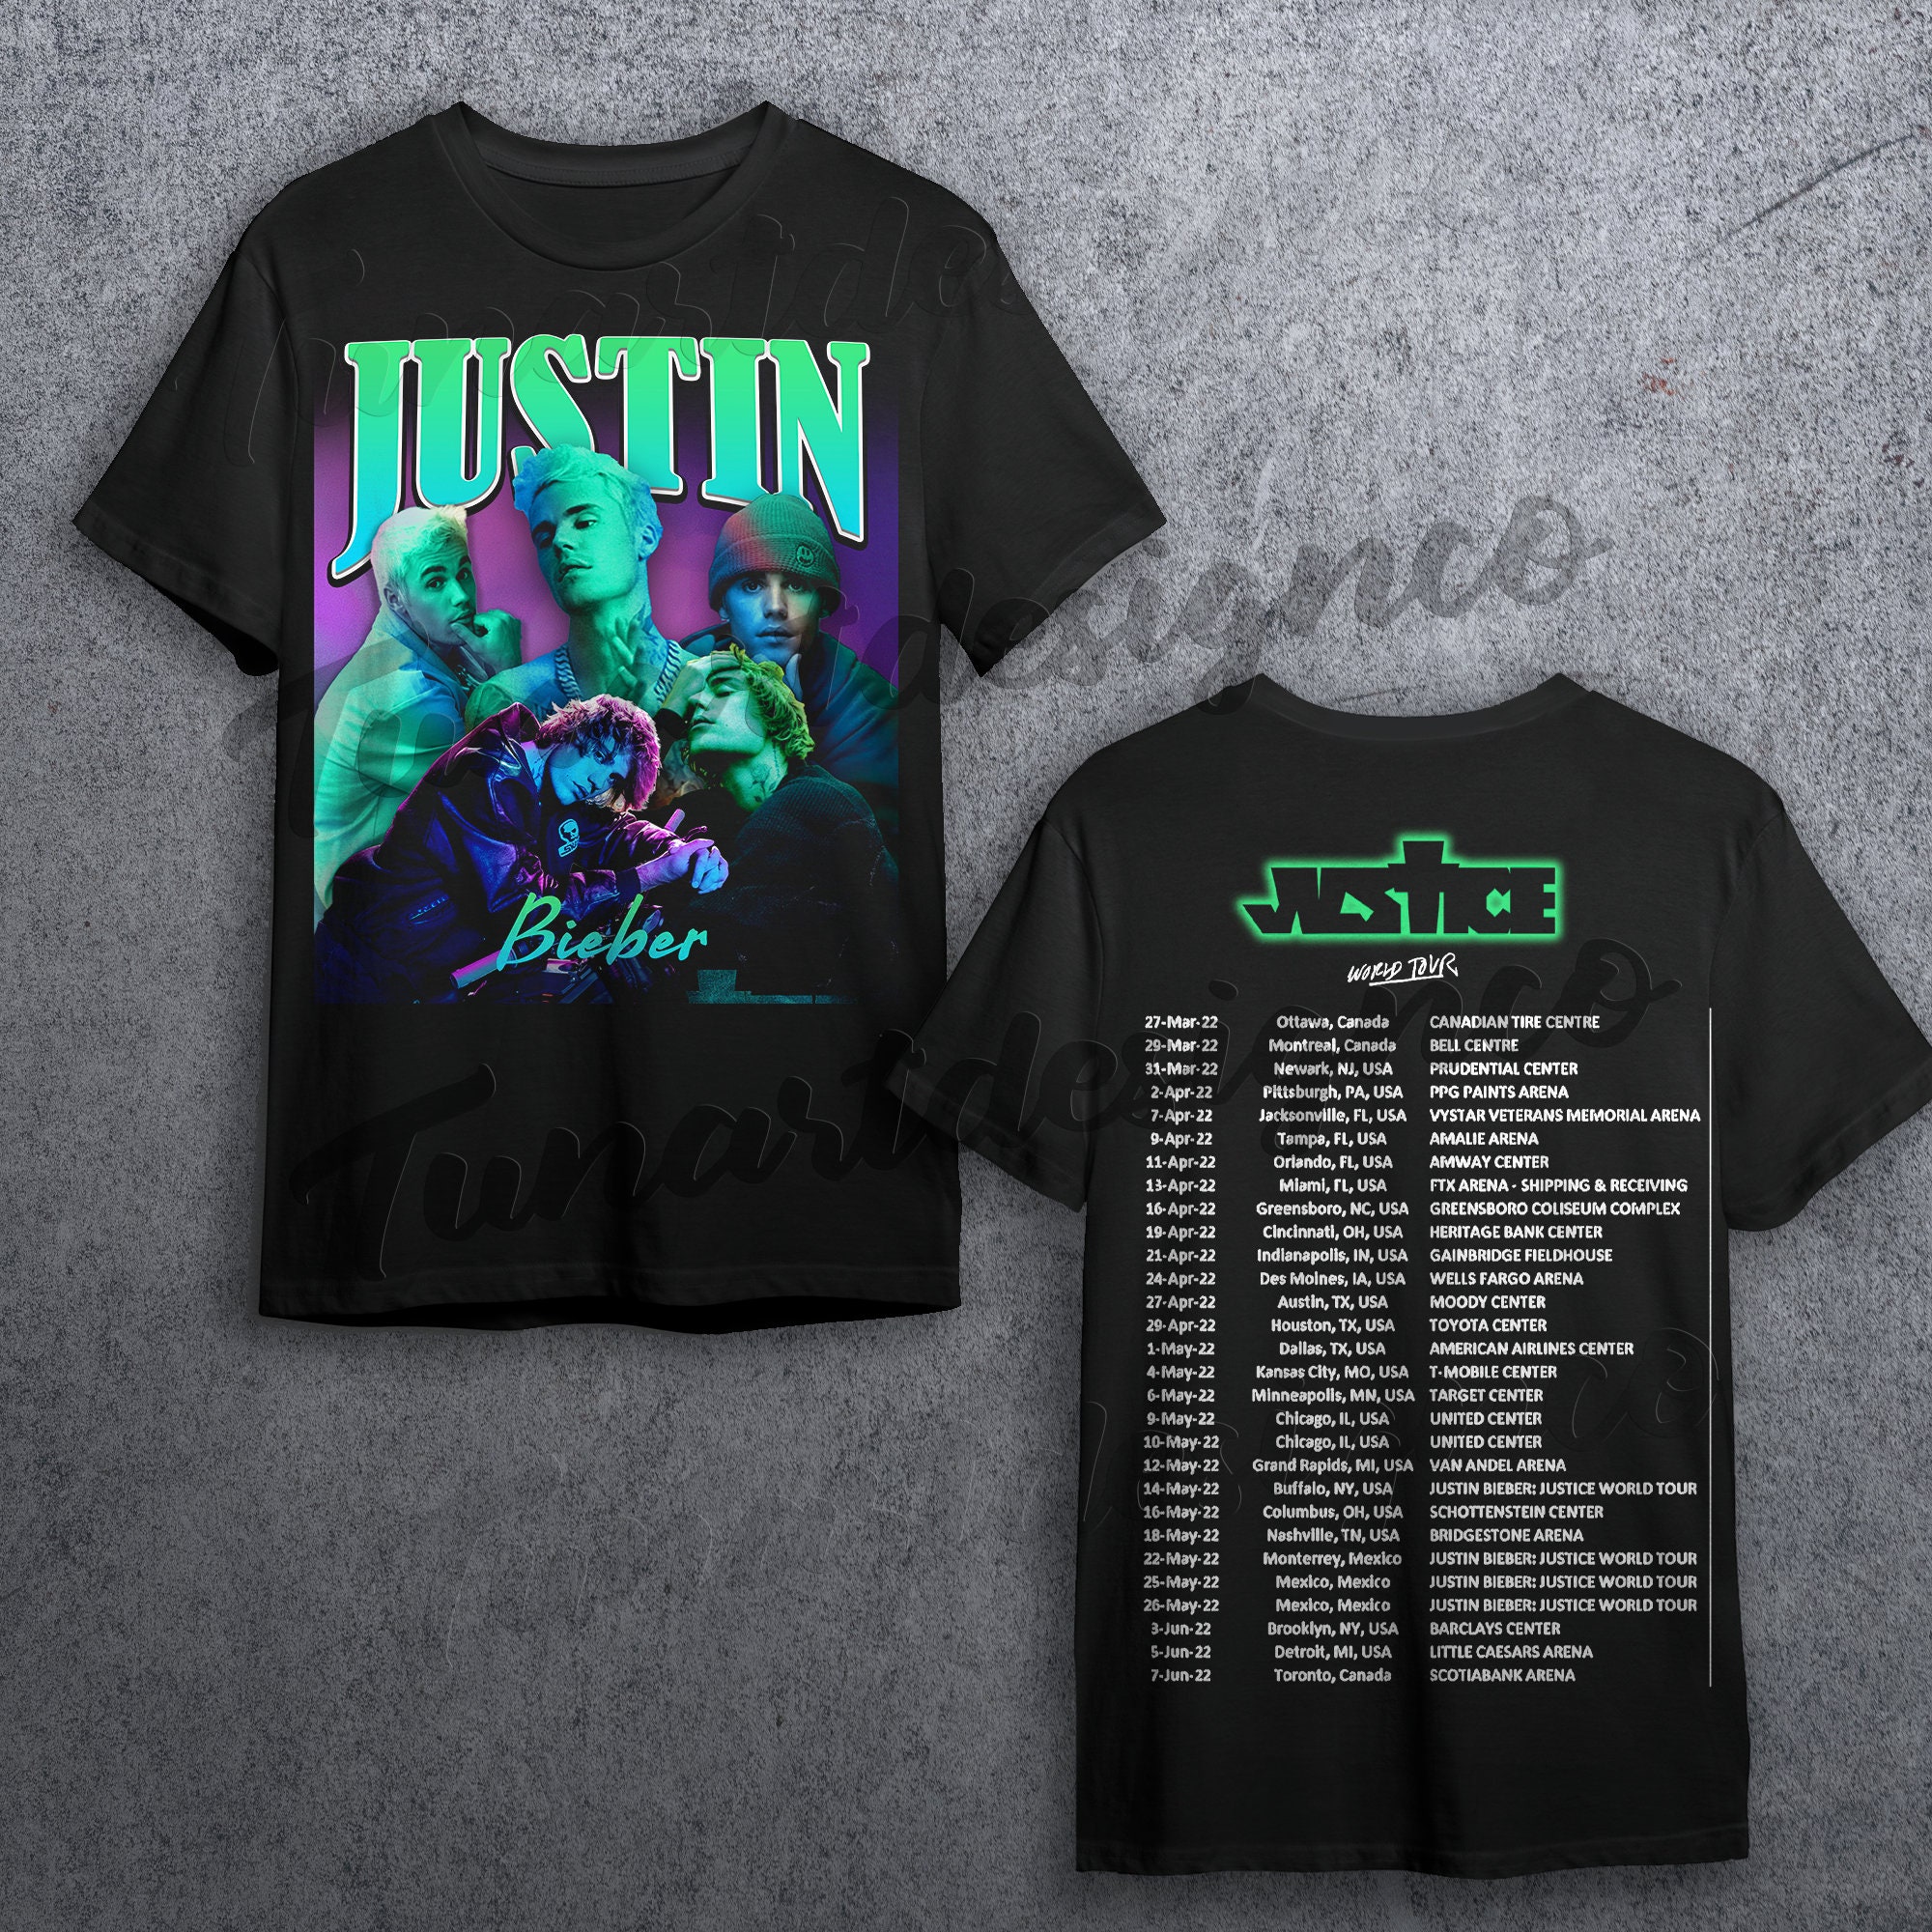 JUSTIN
Bieber
JUSTICE
WORLD TOUR
27-Mar-22 Ottawa, Canada CANADIAN TIRE CENTRE
29-Mar-22 Montreal, Canada BELL CENTRE
31-Mar-22 Newark, NJ, USA PRUDENTIAL CENTER
2-Apr-22 Pittsburgh, PA, USA PPG PAINTS ARENA
7-Apr-22 Jacksonville, FL, USA VYSTAR VETERANS MEMORIAL ARENA
9-Apr-22 Tampa, FL, USA AMALIE ARENA
11-Apr-22 Orlando, FL, USA AMWAY CENTER
13-Apr-22 Miami, FL, USA FTX ARENA - SHIPPING & RECEIVING
16-Apr-22 Greensboro, NC, USA GREENSBORO COLISEUM COMPLEX
19-Apr-22 Cincinnati, OH, USA HERITAGE BANK CENTER
21-Apr-22 Indianapolis, IN, USA GAINBRIDGE FIELDHOUSE
24-Apr-22 Des Moines, IA, USA WELLS FARGO ARENA
27-Apr-22 Austin, TX, USA MOODY CENTER
29-Apr-22 Houston, TX, USA TOYOTA CENTER
1-May-22 Dallas, TX, USA AMERICAN AIRLINES CENTER
4-May-22 Kansas City, MO, USA T-MOBILE CENTER
6-May-22 Minneapolis, MN, USA TARGET CENTER
9-May-22 Chicago, IL, USA UNITED CENTER
10-May-22 Chicago, IL, USA UNITED CENTER
12-May-22 Grand Rapids, MI, USA VAN ANDEL ARENA
14-May-22 Buffalo, NY, USA JUSTIN BIEBER: JUSTICE WORLD TOUR
16-May-22 Columbus, OH, USA SCHOTTENSTEIN CENTER
18-May-22 Nashville, TN, USA BRIDGESTONE ARENA
22-May-22 Monterrey, Mexico JUSTIN BIEBER: JUSTICE WORLD TOUR
25-May-22 Mexico, Mexico JUSTIN BIEBER: JUSTICE WORLD TOUR
26-May-22 Mexico, Mexico JUSTIN BIEBER: JUSTICE WORLD TOUR
3-Jun-22 Brooklyn, NY, USA BARCLAYS CENTER
5-Jun-22 Detroit, MI, USA LITTLE CAESARS ARENA
7-Jun-22 Toronto, Canada SCOTIABANK ARENA
Tunartdesignco
Tunartdesignco
Tunartdesignco